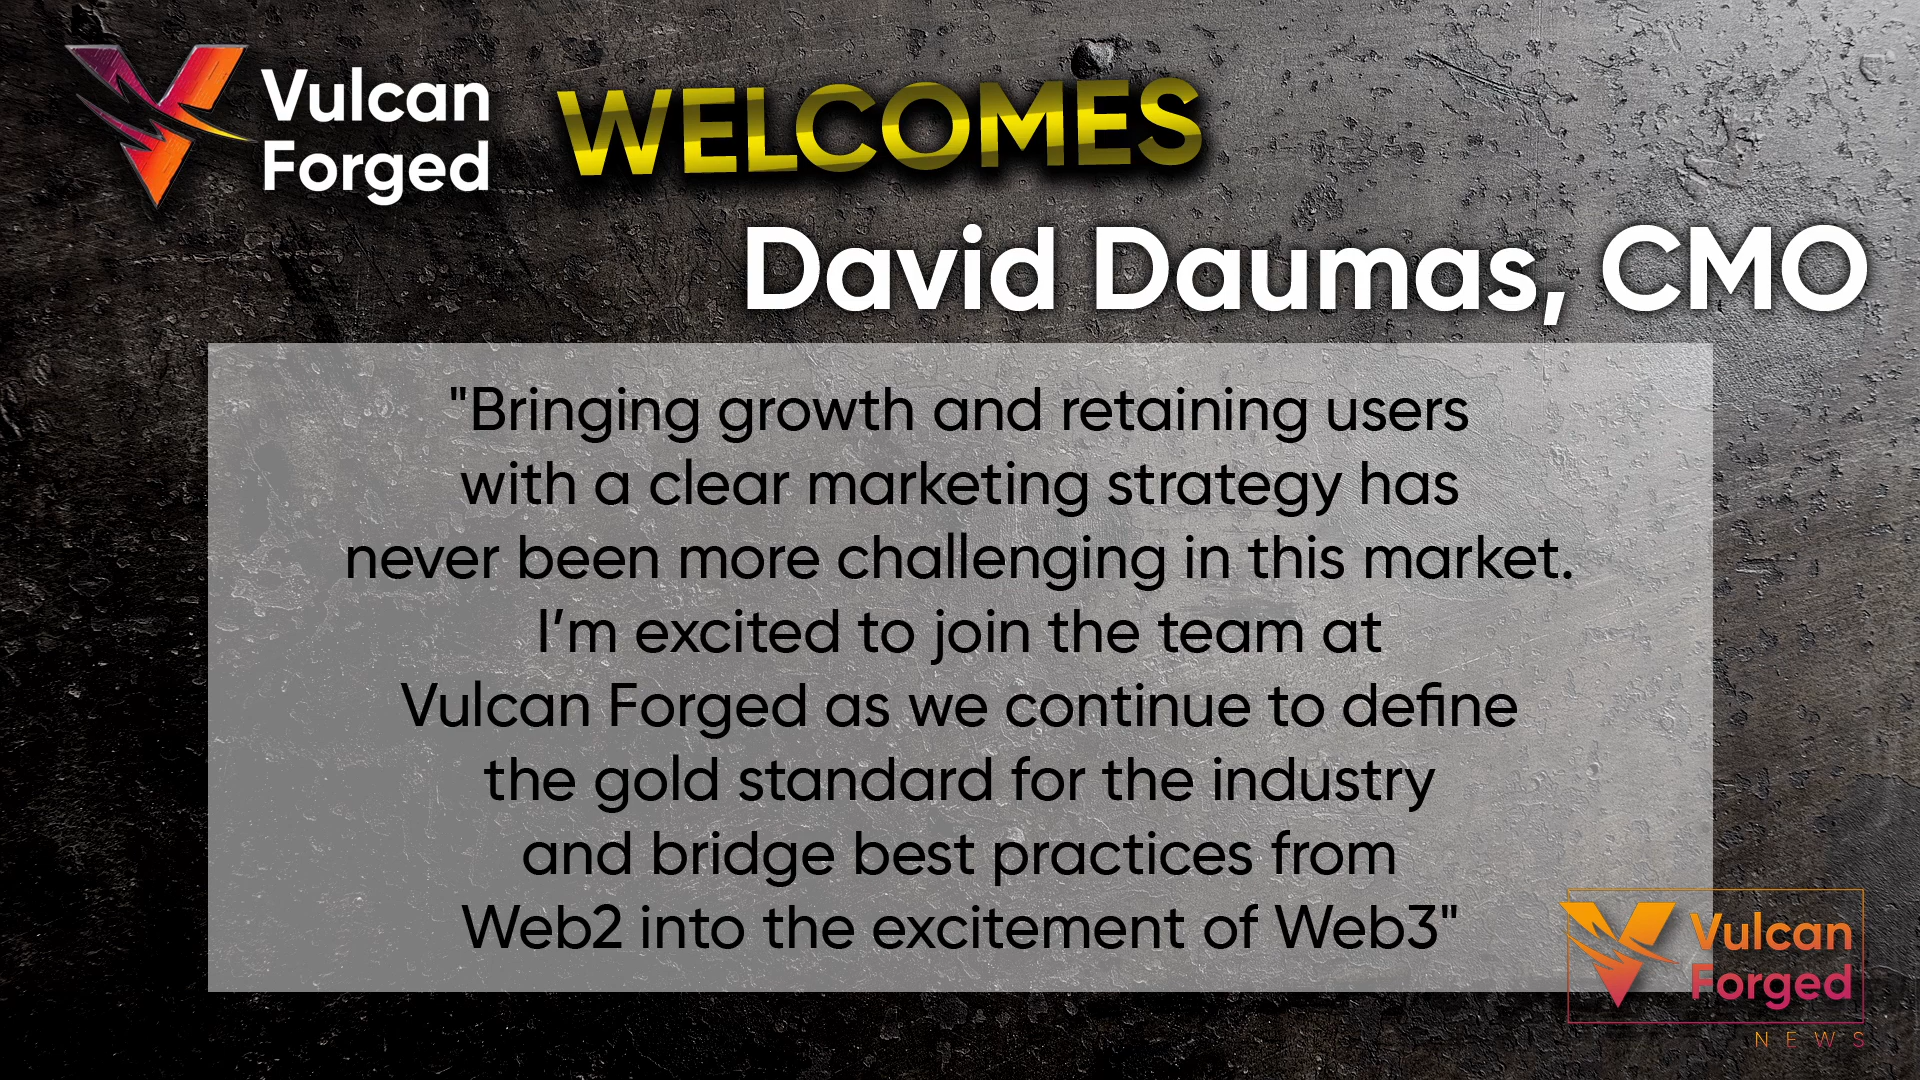 Vulcan
Forged
WELCOMES
David Daumas, CMO
"Bringing growth and retaining users
with a clear marketing strategy has
never been more challenging in this market.
I’m excited to join the team at
Vulcan Forged as we continue to define
the gold standard for the industry
and bridge best practices from
Web2 into the excitement of Web3"
Vulcan
Forged
NEWS